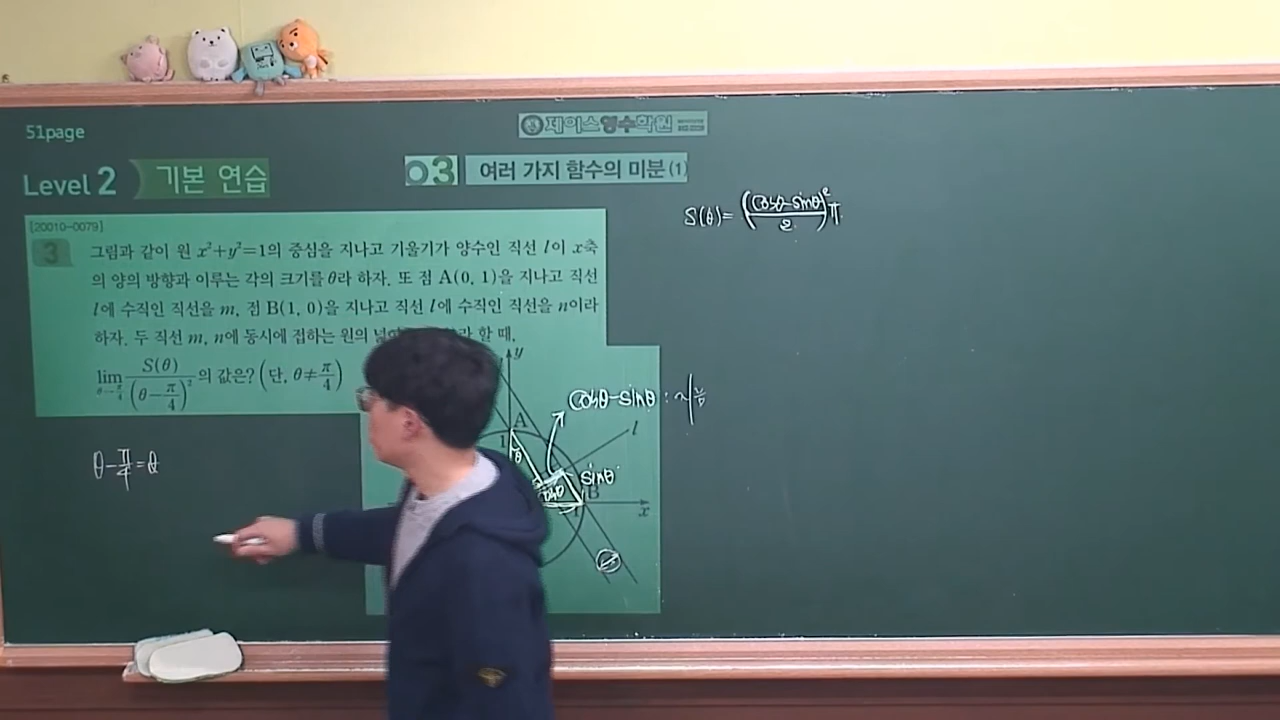 51page
제이스영수학원
Level 2 기본 연습
03 여러 가지 함수의 미분 (1)
[20010-0079]
3 그림과 같이 원 x²+y²=1의 중심을 지나고 기울기가 양수인 직선 l이 x축
의 양의 방향과 이루는 각의 크기를 θ라 하자. 또 점 A(0, 1)을 지나고 직선
l에 수직인 직선을 m, 점 B(1, 0)을 지나고 직선 l에 수직인 직선을 n이라
하자. 두 직선 m, n에 동시에 접하는 원의 라 할 때,
lim θ→π/4 S(θ)/(θ-π/4)² 의 값은? (단, θ≠π/4)
S(θ)= ((cosθ-sinθ)/2)²π
y
cosθ-sinθ :
A
1
l
θ
sinθ
cosθ
B
1
x
θ-π/4=